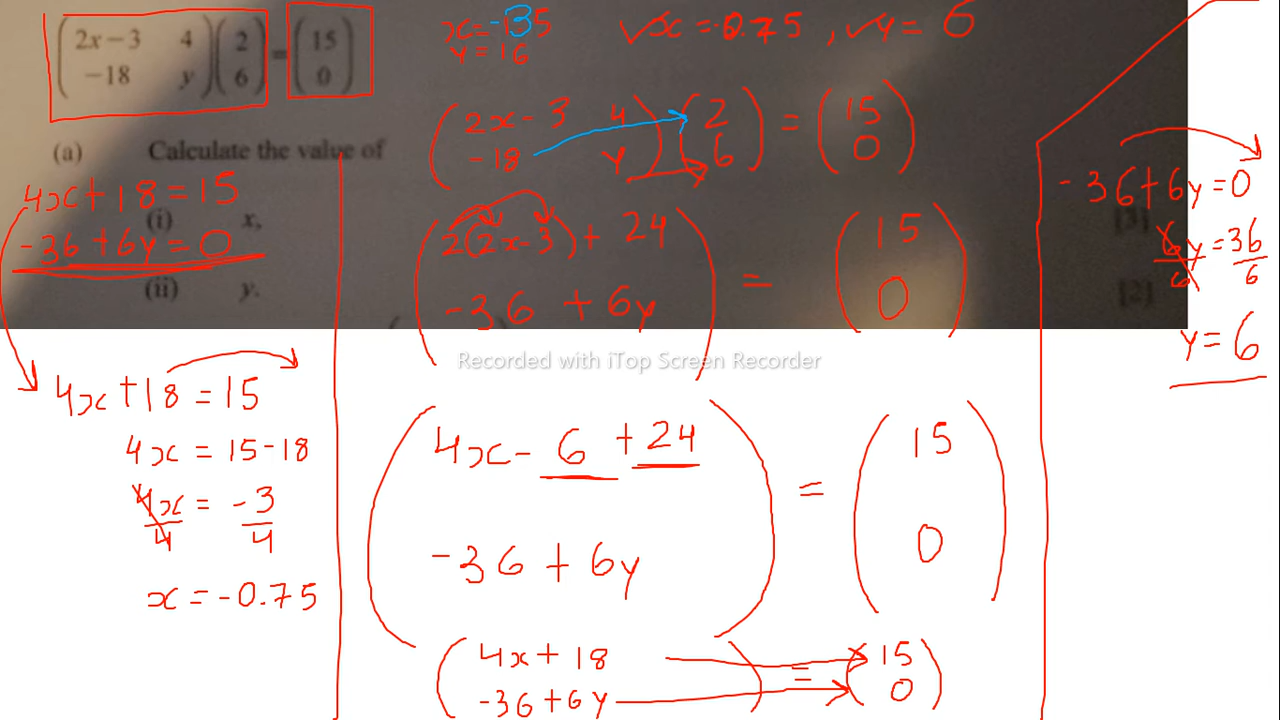 ( 2x − 3 4 ) ( 2 ) = ( 15 )
( −18 y ) ( 6 ) ( 0 )
(a) Calculate the value of
(i) x,
(ii) y.
[3]
[2]
y = 16
✓x = -0.75 , ✓y = 6
( 2x - 3 4 ) ( 2 ) = ( 15 )
( -18 y ) ( 6 ) ( 0 )
( 2(2x - 3) + 24 ) = ( 15 )
( -36 + 6y ) ( 0 )
Recorded with iTop Screen Recorder
( 4x - 6 + 24 ) = ( 15 )
( -36 + 6y ) ( 0 )
( 4x + 18 ) = ( 15 )
( -36 + 6y ) ( 0 )
4x + 18 = 15
-36 + 6y = 0
4x + 18 = 15
4x = 15 - 18
4x/4 = -3/4
x = -0.75
-36 + 6y = 0
6y/6 = 36/6
y = 6